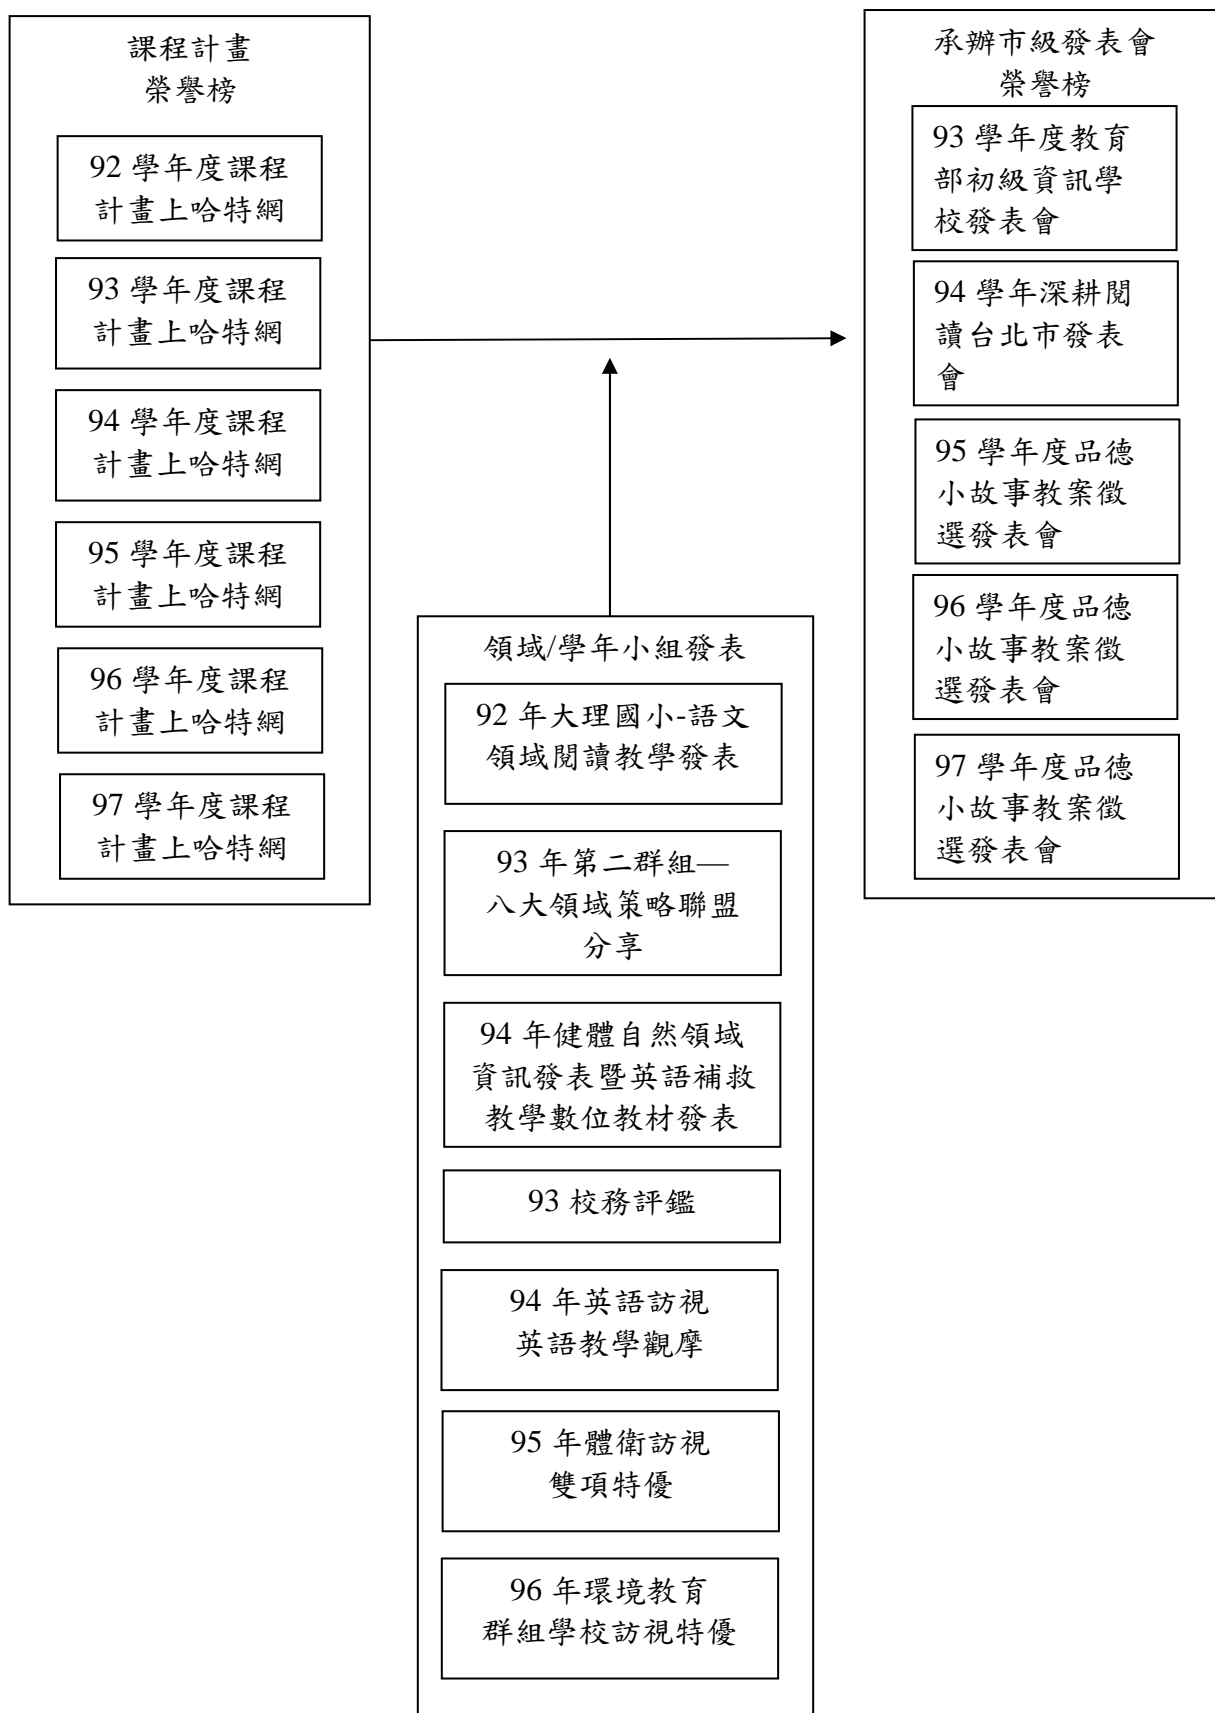 課程計畫
榮譽榜
92 學年度課程
計畫上哈特網
93 學年度課程
計畫上哈特網
94 學年度課程
計畫上哈特網
95 學年度課程
計畫上哈特網
96 學年度課程
計畫上哈特網
97 學年度課程
計畫上哈特網
領域/學年小組發表
92 年大理國小-語文
領域閱讀教學發表
93 年第二群組—
八大領域策略聯盟
分享
94 年健體自然領域
資訊發表暨英語補救
教學數位教材發表
93 校務評鑑
94 年英語訪視
英語教學觀摩
95 年體衛訪視
雙項特優
96 年環境教育
群組學校訪視特優
承辦市級發表會
榮譽榜
93 學年度教育
部初級資訊學
校發表會
94 學年深耕閱
讀台北市發表
會
95 學年度品德
小故事教案徵
選發表會
96 學年度品德
小故事教案徵
選發表會
97 學年度品德
小故事教案徵
選發表會